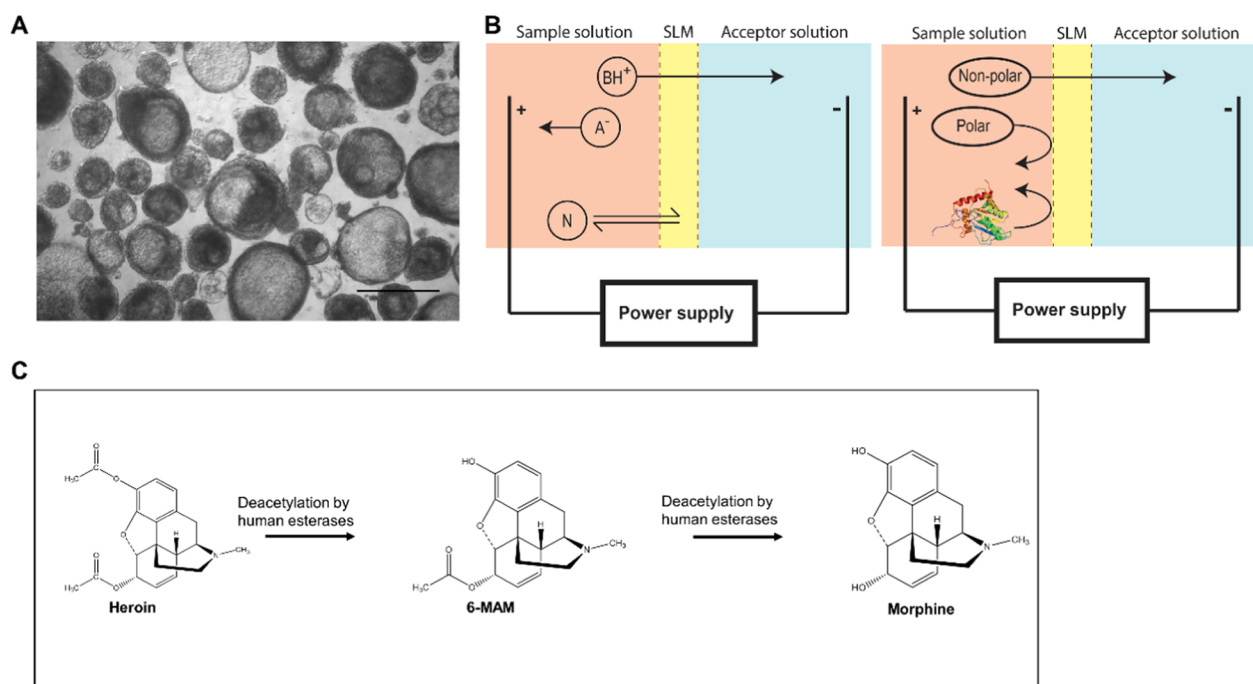 A
B
Sample solution SLM Acceptor solution
BH+
+
-
A-
N
Power supply
Sample solution SLM Acceptor solution
Non-polar
+
-
Polar
Power supply
C
O
C
H3C
O
O
H
N
CH3
O
C
H3C
O
Heroin
Deacetylation by
human esterases
HO
O
H
N
CH3
O
C
H3C
O
6-MAM
Deacetylation by
human esterases
HO
O
H
N
CH3
HO
Morphine